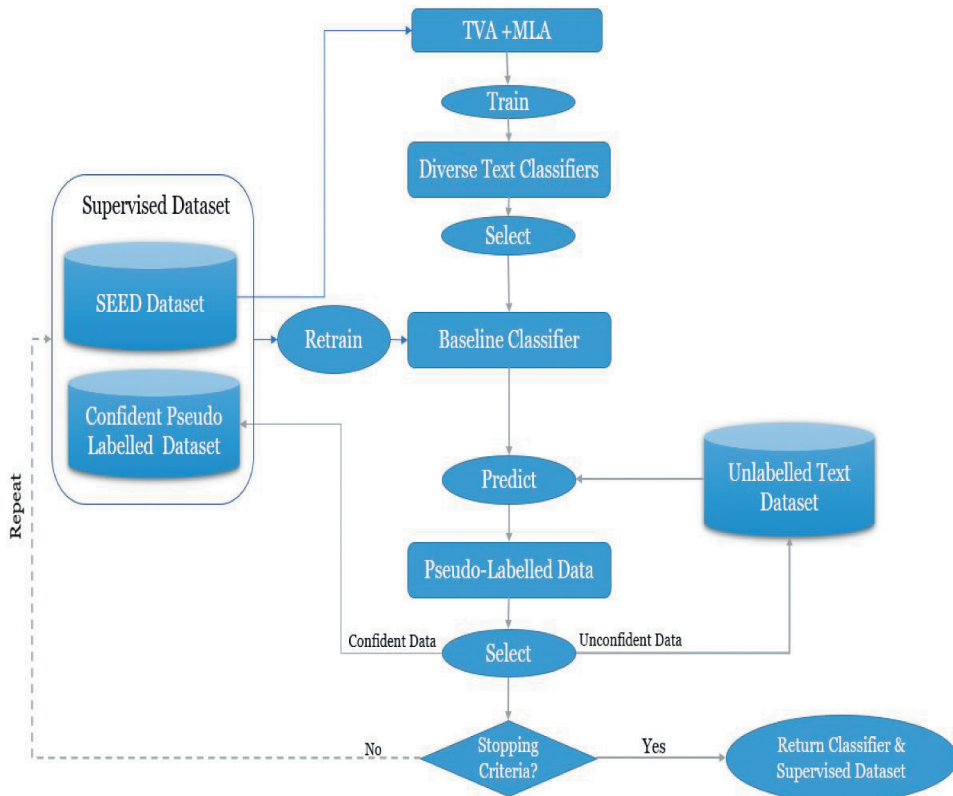 TVA +MLA
Train
Diverse Text Classifiers
Select
Supervised Dataset
SEED Dataset
Retrain
Baseline Classifier
Confident Pseudo
Labelled Dataset
Predict
Unlabelled Text
Dataset
Repeat
Pseudo-Labelled Data
Confident Data
Select
Unconfident Data
No
Stopping
Criteria?
Yes
Return Classifier &
Supervised Dataset